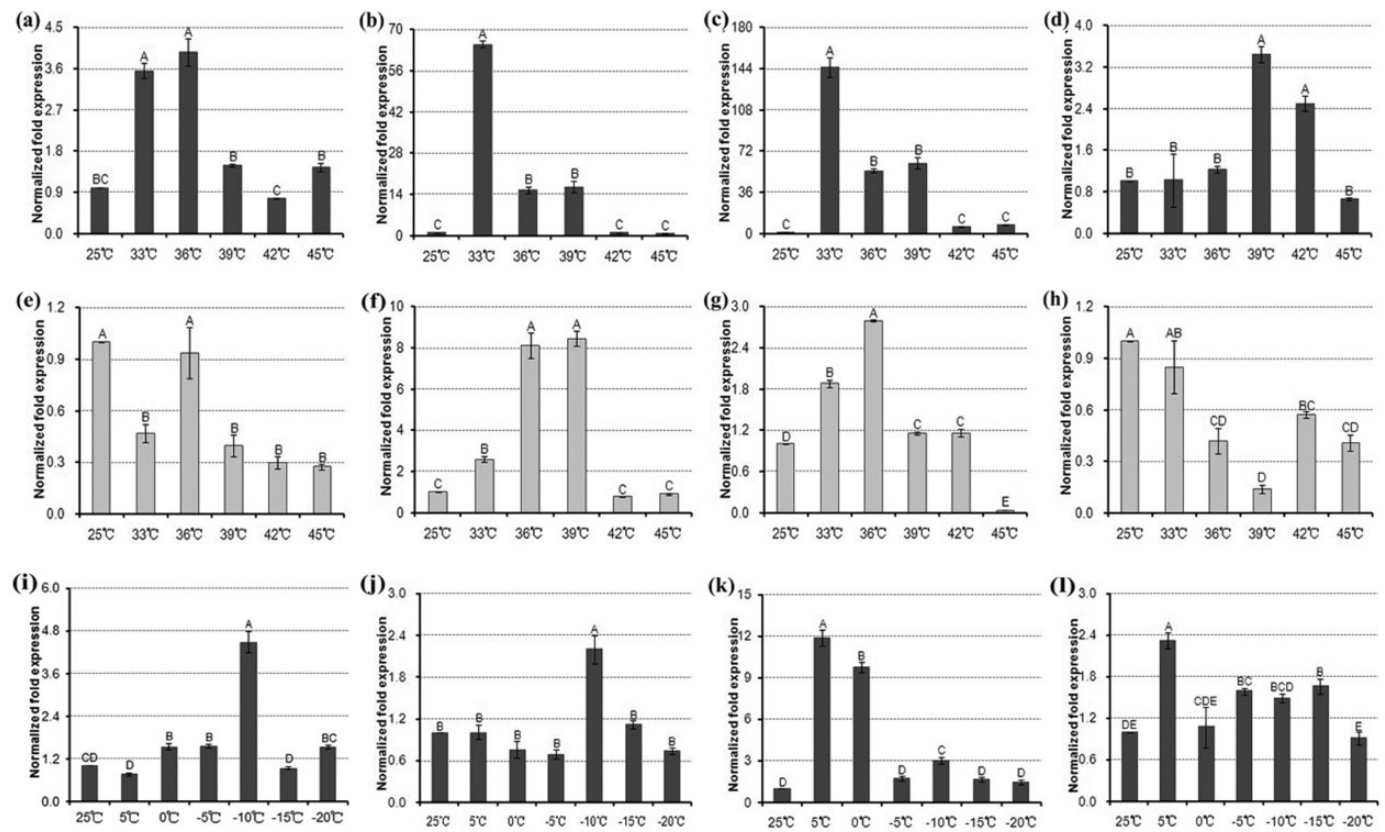 (a)
Normalized fold expression
4.5
3.6
2.7
1.8
0.9
0.0
BC
A
A
B
C
B
25℃ 33℃ 36℃ 39℃ 42℃ 45℃
(b)
Normalized fold expression
70
56
42
28
14
0
C
A
B
B
C
C
25℃ 33℃ 36℃ 39℃ 42℃ 45℃
(c)
Normalized fold expression
180
144
108
72
36
0
C
A
B
B
C
C
25℃ 33℃ 36℃ 39℃ 42℃ 45℃
(d)
Normalized fold expression
4.0
3.2
2.4
1.6
0.8
0.0
B
B
B
A
A
B
25℃ 33℃ 36℃ 39℃ 42℃ 45℃
(e)
Normalized fold expression
1.2
0.9
0.6
0.3
0.0
A
B
A
B
B
B
25℃ 33℃ 36℃ 39℃ 42℃ 45℃
(f)
Normalized fold expression
10
8
6
4
2
0
C
B
A
A
C
C
25℃ 33℃ 36℃ 39℃ 42℃ 45℃
(g)
Normalized fold expression
3.0
2.4
1.8
1.2
0.6
0.0
D
B
A
C
C
E
25℃ 33℃ 36℃ 39℃ 42℃ 45℃
(h)
Normalized fold expression
1.2
0.9
0.6
0.3
0.0
A
AB
CD
D
BC
CD
25℃ 33℃ 36℃ 39℃ 42℃ 45℃
(i)
Normalized fold expression
6.0
4.8
3.6
2.4
1.2
0.0
CD
D
B
B
A
D
BC
25℃ 5℃ 0℃ -5℃ -10℃ -15℃ -20℃
(j)
Normalized fold expression
3.0
2.4
1.8
1.2
0.6
0.0
B
B
B
B
A
B
B
25℃ 5℃ 0℃ -5℃ -10℃ -15℃ -20℃
(k)
Normalized fold expression
15
12
9
6
3
0
D
A
B
D
C
D
D
25℃ 5℃ 0℃ -5℃ -10℃ -15℃ -20℃
(l)
Normalized fold expression
3.0
2.4
1.8
1.2
0.6
0.0
DE
A
CDE
BC
BCD
B
E
25℃ 5℃ 0℃ -5℃ -10℃ -15℃ -20℃